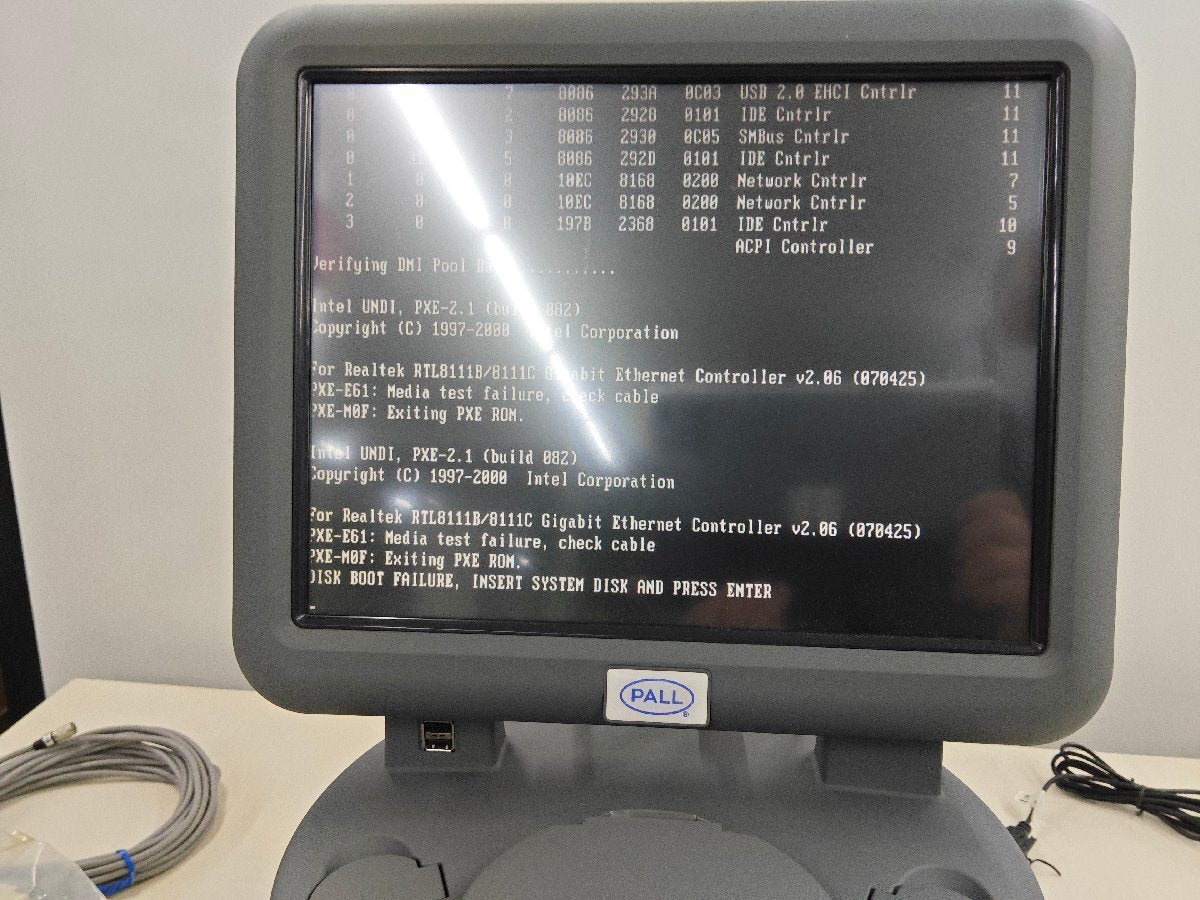 0 7 8086 293A 0C03 USB 2.0 EHCI Cntrlr 11
0 2 8086 2928 0101 IDE Cntrlr 11
0 3 8086 2930 0C05 SMBus Cntrlr 11
0 31 5 8086 292D 0101 IDE Cntrlr 11
1 0 0 10EC 8168 0200 Network Cntrlr 7
2 0 0 10EC 8168 0200 Network Cntrlr 5
3 0 0 197B 2368 0101 IDE Cntrlr 10
ACPI Controller 9
Verifying DMI Pool ...........
Intel UNDI, PXE-2.1 (build 082)
Copyright (C) 1997-2000 Intel Corporation
For Realtek RTL8111B/8111C Gigabit Ethernet Controller v2.06 (070425)
PXE-E61: Media test failure, check cable
PXE-M0F: Exiting PXE ROM.
Intel UNDI, PXE-2.1 (build 082)
Copyright (C) 1997-2000 Intel Corporation
For Realtek RTL8111B/8111C Gigabit Ethernet Controller v2.06 (070425)
PXE-E61: Media test failure, check cable
PXE-M0F: Exiting PXE ROM.
DISK BOOT FAILURE, INSERT SYSTEM DISK AND PRESS ENTER
_
PALL ®